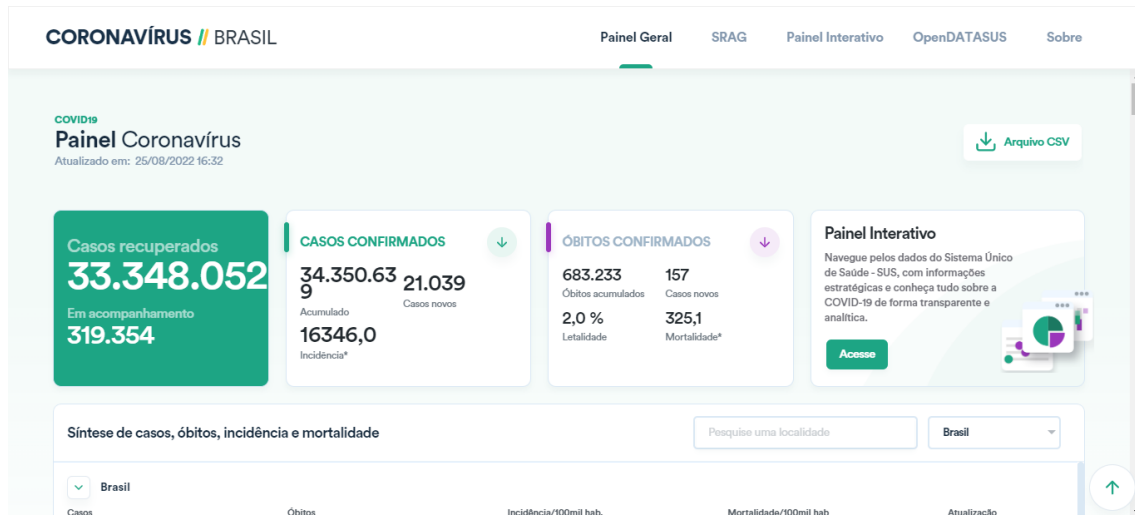 CORONAVÍRUS // BRASIL
Painel Geral SRAG Painel Interativo OpenDATASUS Sobre
COVID19
Painel Coronavírus
Atualizado em: 25/08/2022 16:32
Arquivo CSV
Casos recuperados
33.348.052
Em acompanhamento
319.354
CASOS CONFIRMADOS
34.350.63
9
Acumulado
21.039
Casos novos
16346,0
Incidência*
ÓBITOS CONFIRMADOS
683.233
Óbitos acumulados
157
Casos novos
2,0 %
Letalidade
325,1
Mortalidade*
Painel Interativo
Navegue pelos dados do Sistema Único
de Saúde - SUS, com informações
estratégicas e conheça tudo sobre a
COVID-19 de forma transparente e
analítica.
Acesse
Síntese de casos, óbitos, incidência e mortalidade
Pesquise uma localidade
Brasil
Brasil
Casos Óbitos Incidência/100mil hab. Mortalidade/100mil hab Atualização